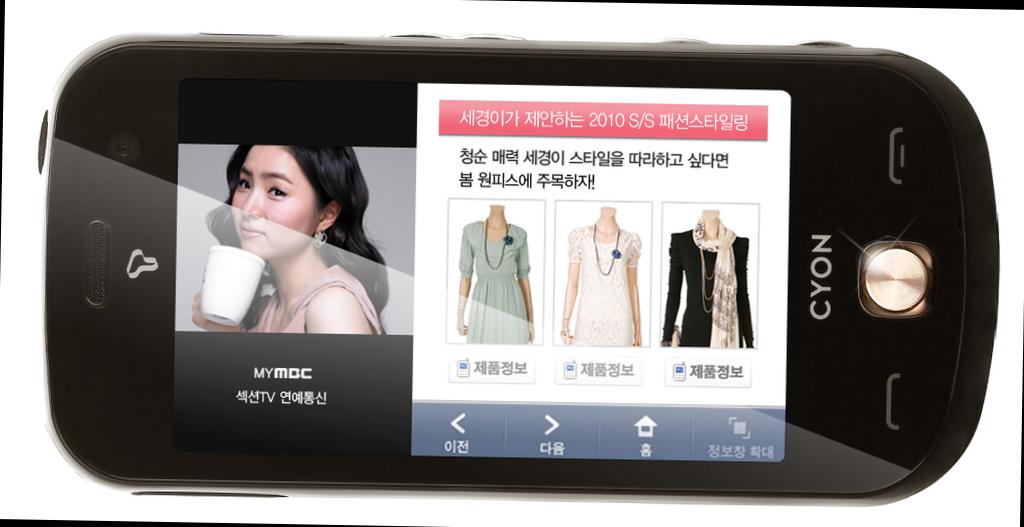 MYMBC
섹션TV 연예통신
세경이가 제안하는 2010 S/S 패션스타일링
청순 매력 세경이 스타일을 따라하고 싶다면
봄 원피스에 주목하자!
제품정보
제품정보
제품정보
이전
다음
홈
정보창 확대
CYON